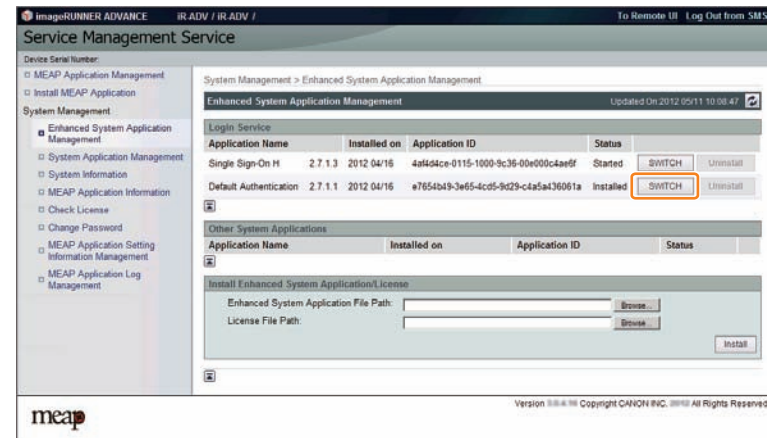 imageRUNNER ADVANCE iR-ADV / iR-ADV /
To Remote UI Log Out from SMS
Service Management Service
Device Serial Number:
MEAP Application Management
Install MEAP Application
System Management
Enhanced System Application Management
System Application Management
System Information
MEAP Application Information
Check License
Change Password
MEAP Application Setting Information Management
MEAP Application Log Management
System Management > Enhanced System Application Management
Enhanced System Application Management Updated On:2012 05/11 10:08:47
Login Service
Application Name Installed on Application ID Status
Single Sign-On H 2.7.1.3 2012 04/16 4af4d4ce-0115-1000-9c36-00e000c4ae6f Started SWITCH Uninstall
Default Authentication 2.7.1.1 2012 04/16 e7654b49-3e65-4cd5-9d29-c4a5a436061a Installed SWITCH Uninstall
Other System Applications
Application Name Installed on Application ID Status
Install Enhanced System Application/License
Enhanced System Application File Path: Browse...
License File Path: Browse...
Install
Version Copyright CANON INC. All Rights Reserved
meap